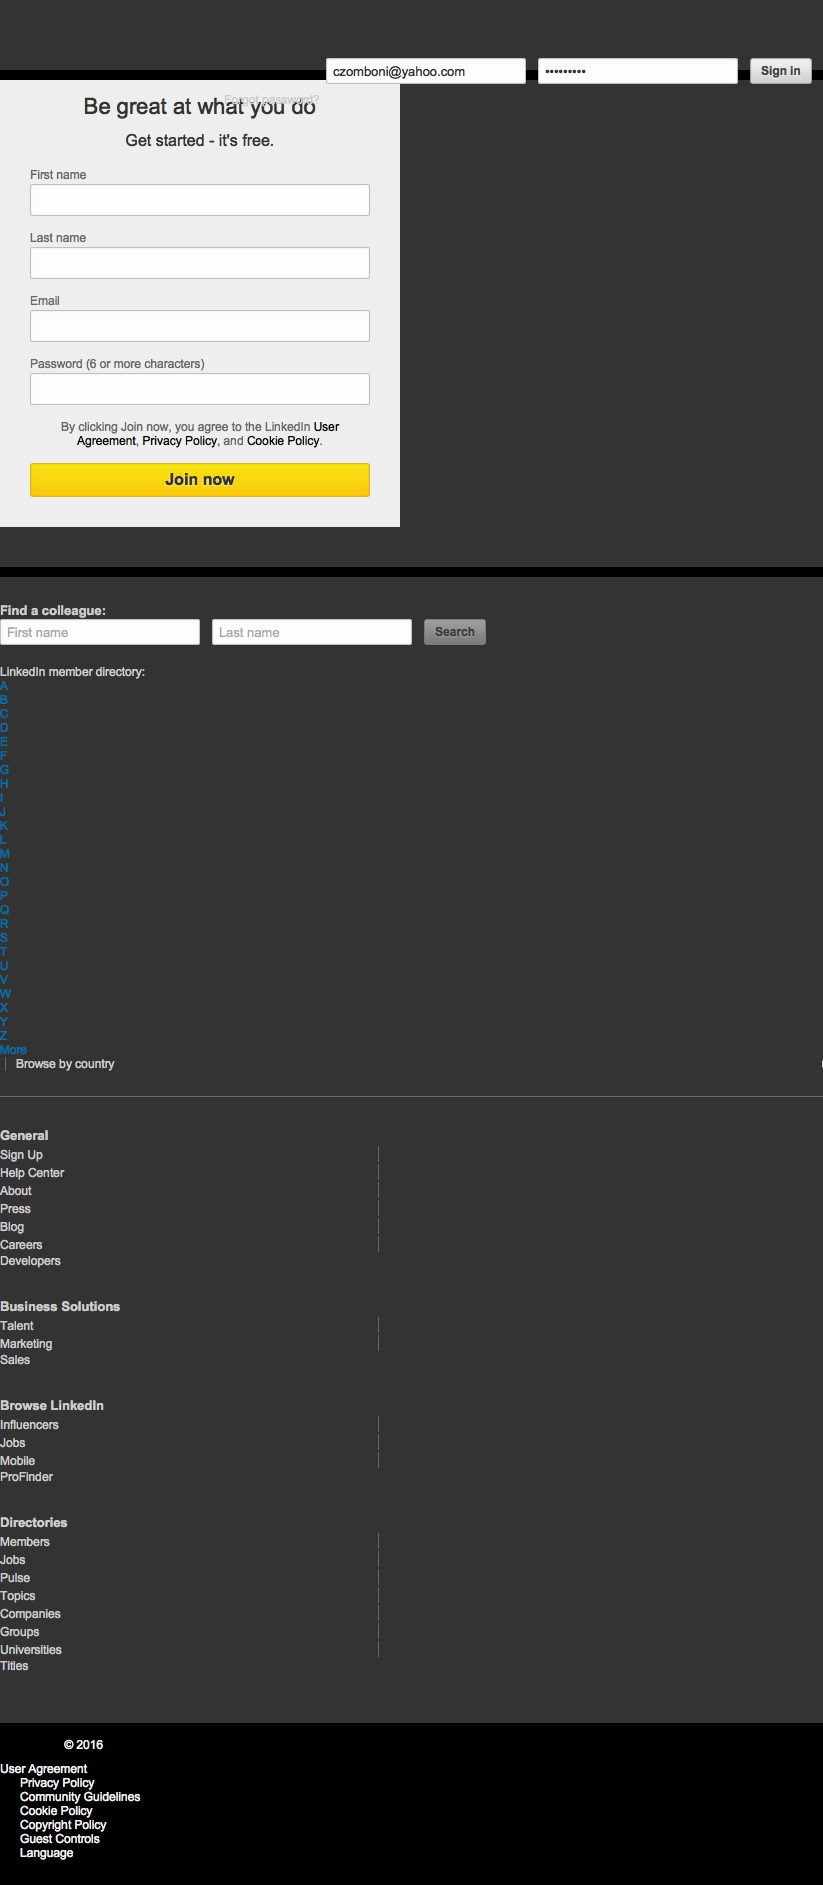 czomboni@yahoo.com
•••••••••
Sign in
Forgot password?
Be great at what you do
Get started - it's free.
First name
Last name
Email
Password (6 or more characters)
By clicking Join now, you agree to the LinkedIn User
Agreement, Privacy Policy, and Cookie Policy.
Join now
Find a colleague:
First name
Last name
Search
LinkedIn member directory:
A
B
C
D
E
F
G
H
I
J
K
L
M
N
O
P
Q
R
S
T
U
V
W
X
Y
Z
More
Browse by country
General
Sign Up
Help Center
About
Press
Blog
Careers
Developers
Business Solutions
Talent
Marketing
Sales
Browse LinkedIn
Influencers
Jobs
Mobile
ProFinder
Directories
Members
Jobs
Pulse
Topics
Companies
Groups
Universities
Titles
© 2016
User Agreement
Privacy Policy
Community Guidelines
Cookie Policy
Copyright Policy
Guest Controls
Language